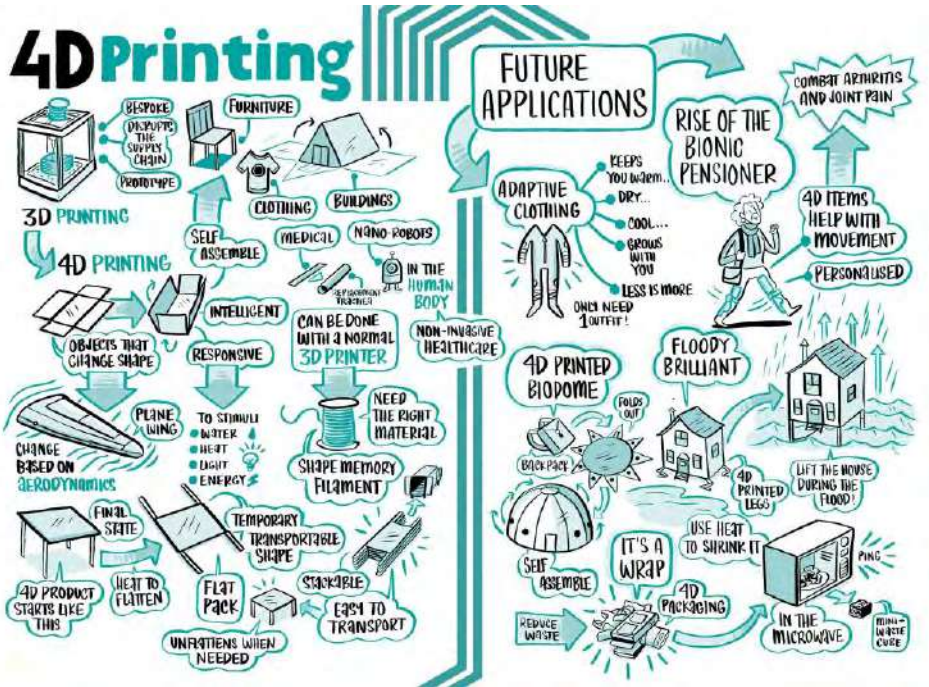 4D Printing
BESPOKE
DISRUPTS
THE
SUPPLY
CHAIN
PROTOTYPE
3D PRINTING
FURNITURE
CLOTHING
BUILDINGS
SELF
ASSEMBLE
MEDICAL
NANO-ROBOTS
REPLACEMENT
TRACHEA
IN THE
HUMAN
BODY
NON-INVASIVE
HEALTHCARE
4D PRINTING
INTELLIGENT
OBJECTS THAT
CHANGE SHAPE
RESPONSIVE
CAN BE DONE
WITH A NORMAL
3D PRINTER
PLANE
WING
CHANGE
BASED ON
AERODYNAMICS
TO STIMULI
WATER
HEAT
LIGHT
ENERGY
NEED
THE RIGHT
MATERIAL
SHAPE MEMORY
FILAMENT
FINAL
STATE
4D PRODUCT
STARTS LIKE
THIS
HEAT TO
FLATTEN
TEMPORARY
TRANSPORTABLE
SHAPE
FLAT
PACK
STACKABLE
EASY TO
TRANSPORT
UNFLATTENS WHEN
NEEDED
FUTURE
APPLICATIONS
ADAPTIVE
CLOTHING
KEEPS
YOU WARM...
DRY...
COOL...
GROWS
WITH
YOU
LESS IS MORE
ONLY NEED
1 OUTFIT!
RISE OF THE
BIONIC
PENSIONER
COMBAT ARTHRITIS
AND JOINT PAIN
4D ITEMS
HELP WITH
MOVEMENT
PERSONALISED
4D PRINTED
BIODOME
FOLDS
OUT
BACKPACK
SELF
ASSEMBLE
FLOODY
BRILLIANT
4D
PRINTED
LEGS
LIFT THE HOUSE
DURING THE
FLOOD!
REDUCE
WASTE
IT'S A
WRAP
4D
PACKAGING
USE HEAT
TO SHRINK IT
PING
IN THE
MICROWAVE
MINI-
WASTE
CUBE